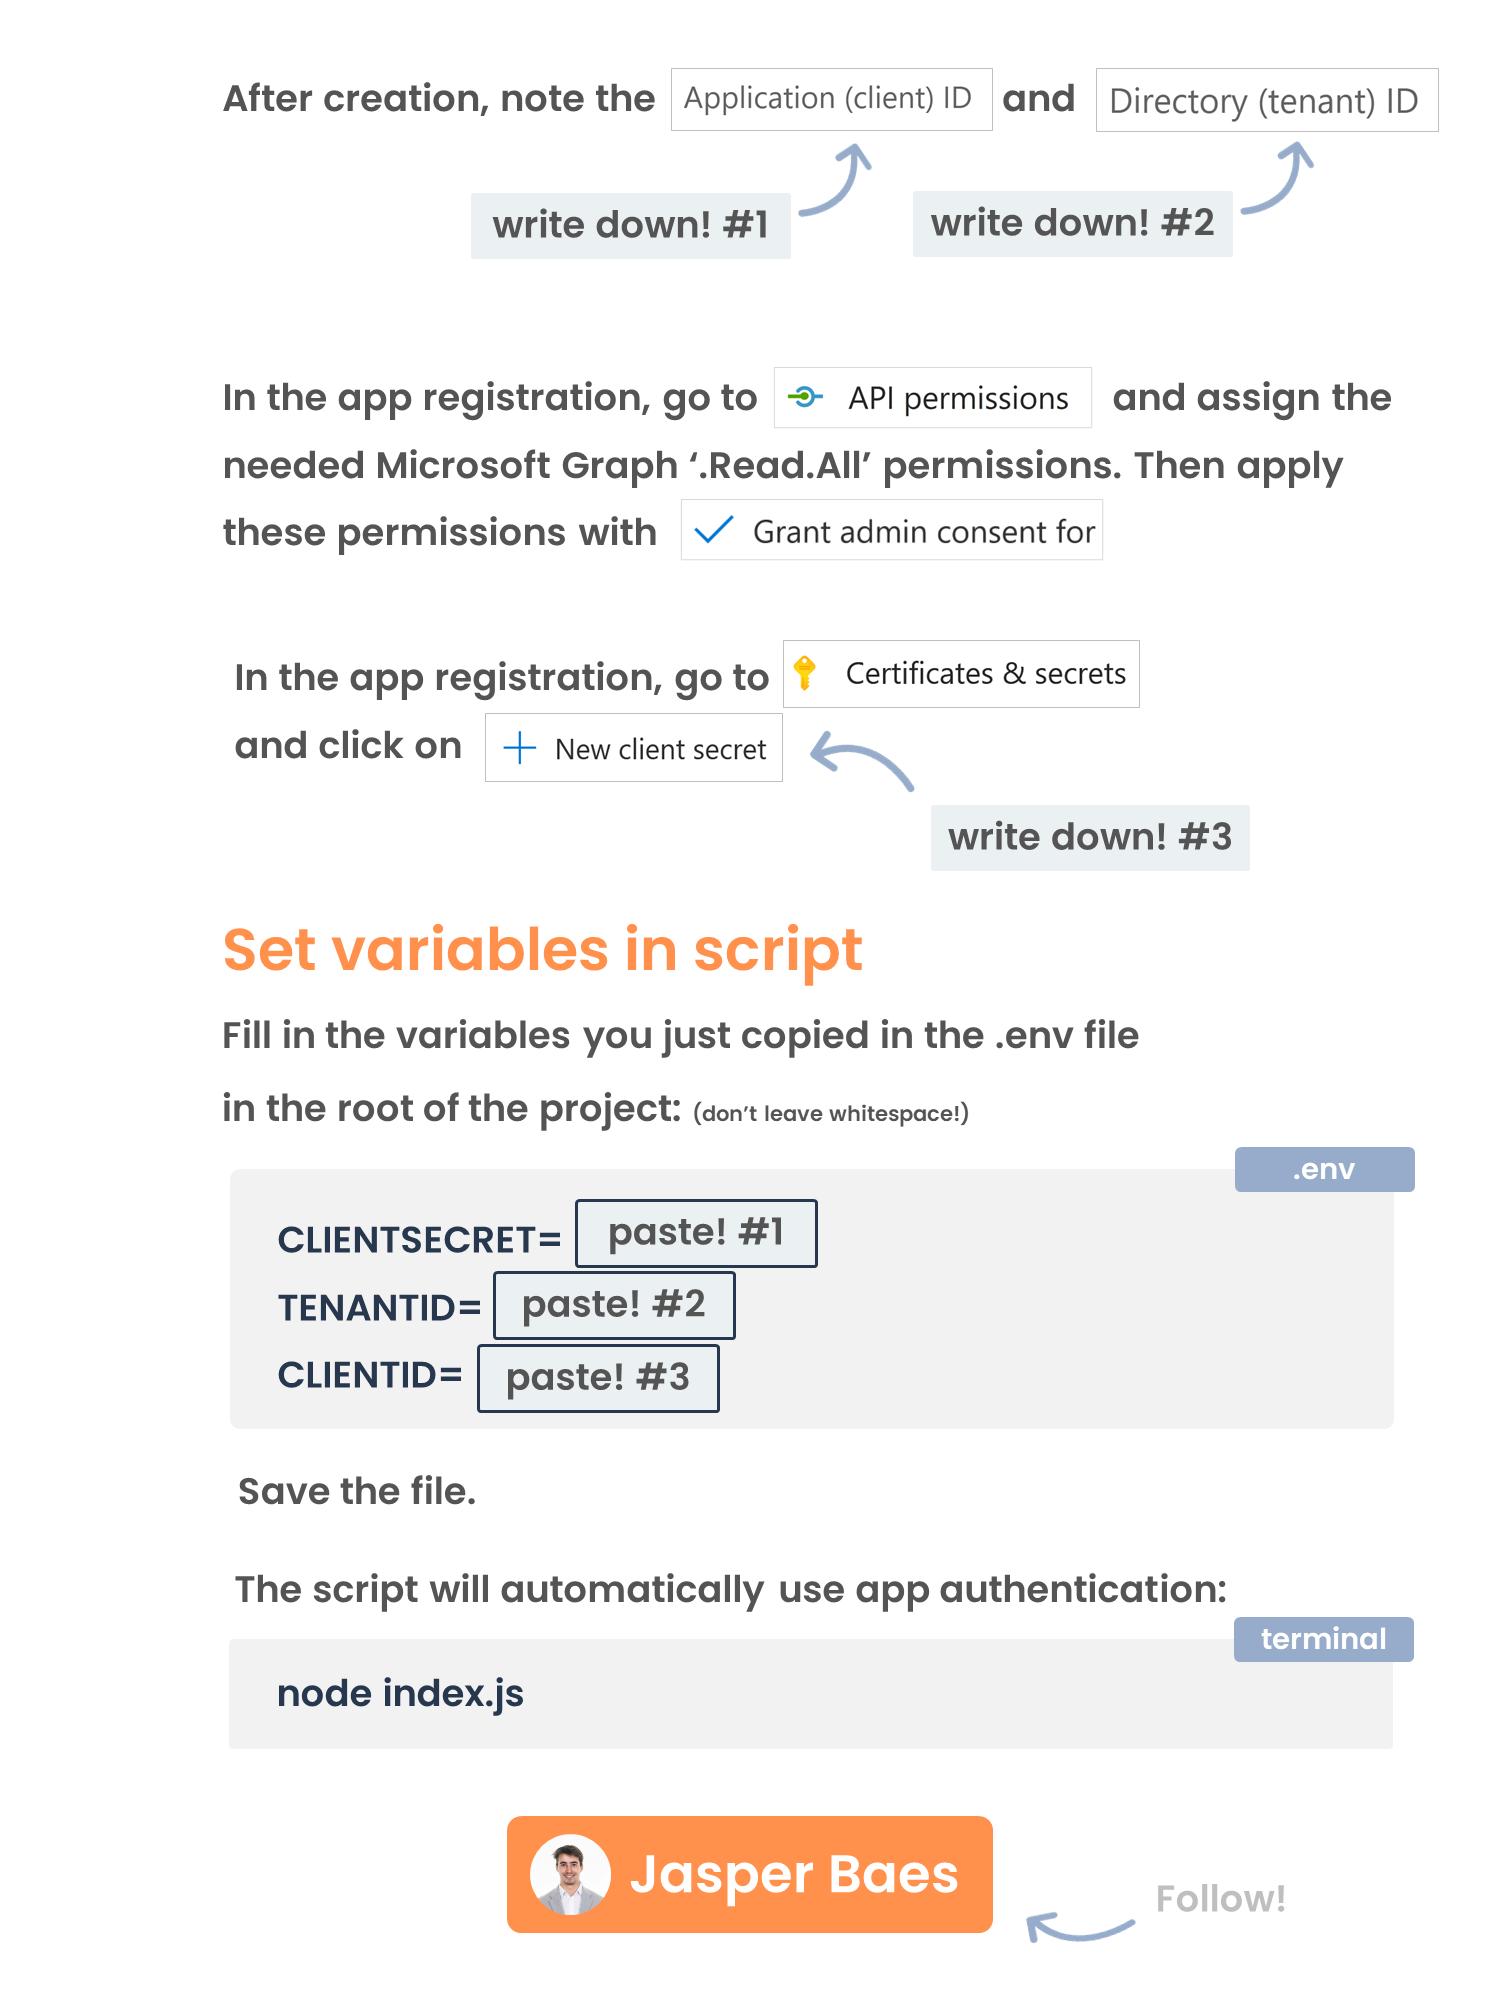 After creation, note the Application (client) ID and Directory (tenant) ID
write down! #1 write down! #2
In the app registration, go to API permissions and assign the
needed Microsoft Graph ‘.Read.All’ permissions. Then apply
these permissions with Grant admin consent for
In the app registration, go to Certificates & secrets
and click on New client secret
write down! #3
Set variables in script
Fill in the variables you just copied in the .env file
in the root of the project: (don’t leave whitespace!)
.env
CLIENTSECRET= paste! #1
TENANTID= paste! #2
CLIENTID= paste! #3
Save the file.
The script will automatically use app authentication:
terminal
node index.js
Jasper Baes
Follow!